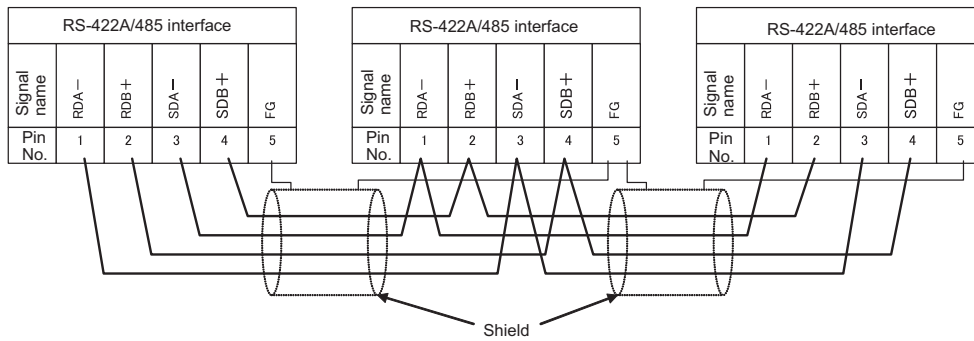 RS-422A/485 interface
Signal name RDA− RDB+ SDA− SDB+ FG
Pin No. 1 2 3 4 5
RS-422A/485 interface
Signal name RDA− RDB+ SDA− SDB+ FG
Pin No. 1 2 3 4 5
RS-422A/485 interface
Signal name RDA− RDB+ SDA− SDB+ FG
Pin No. 1 2 3 4 5
Shield